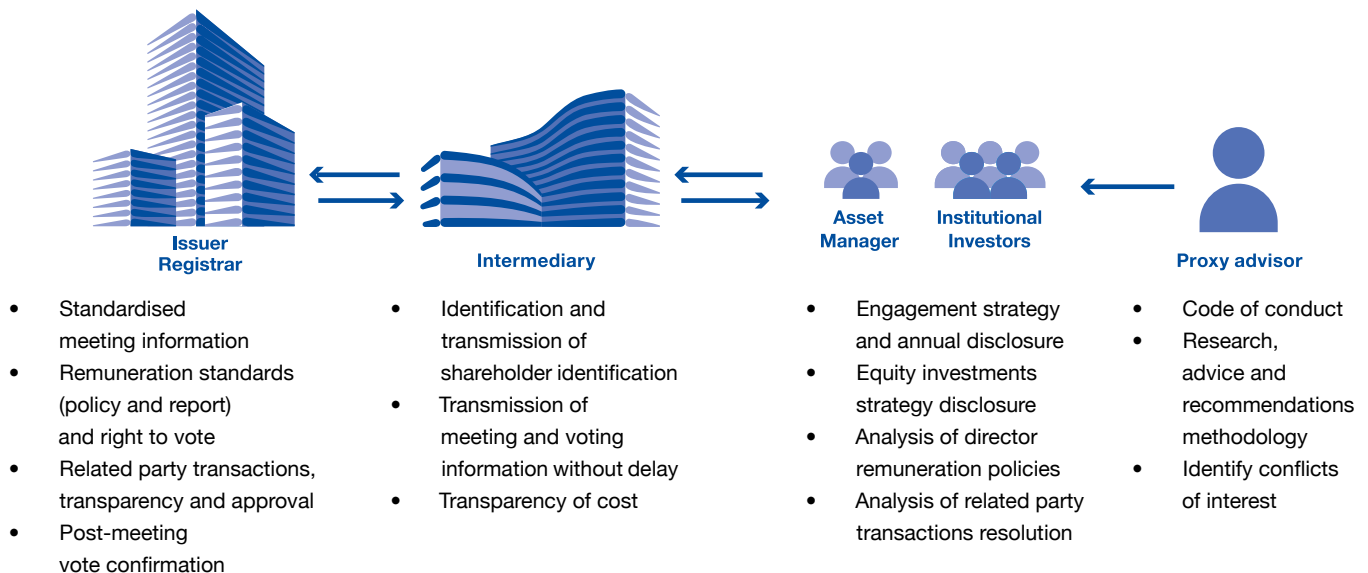 Issuer
Registrar
Intermediary
Asset
Manager
Institutional
Investors
Proxy advisor
• Standardised
meeting information
• Remuneration standards
(policy and report)
and right to vote
• Related party transactions,
transparency and approval
• Post-meeting
vote confirmation
• Identification and
transmission of
shareholder identification
• Transmission of
meeting and voting
information without delay
• Transparency of cost
• Engagement strategy
and annual disclosure
• Equity investments
strategy disclosure
• Analysis of director
remuneration policies
• Analysis of related party
transactions resolution
• Code of conduct
• Research,
advice and
recommendations
methodology
• Identify conflicts
of interest